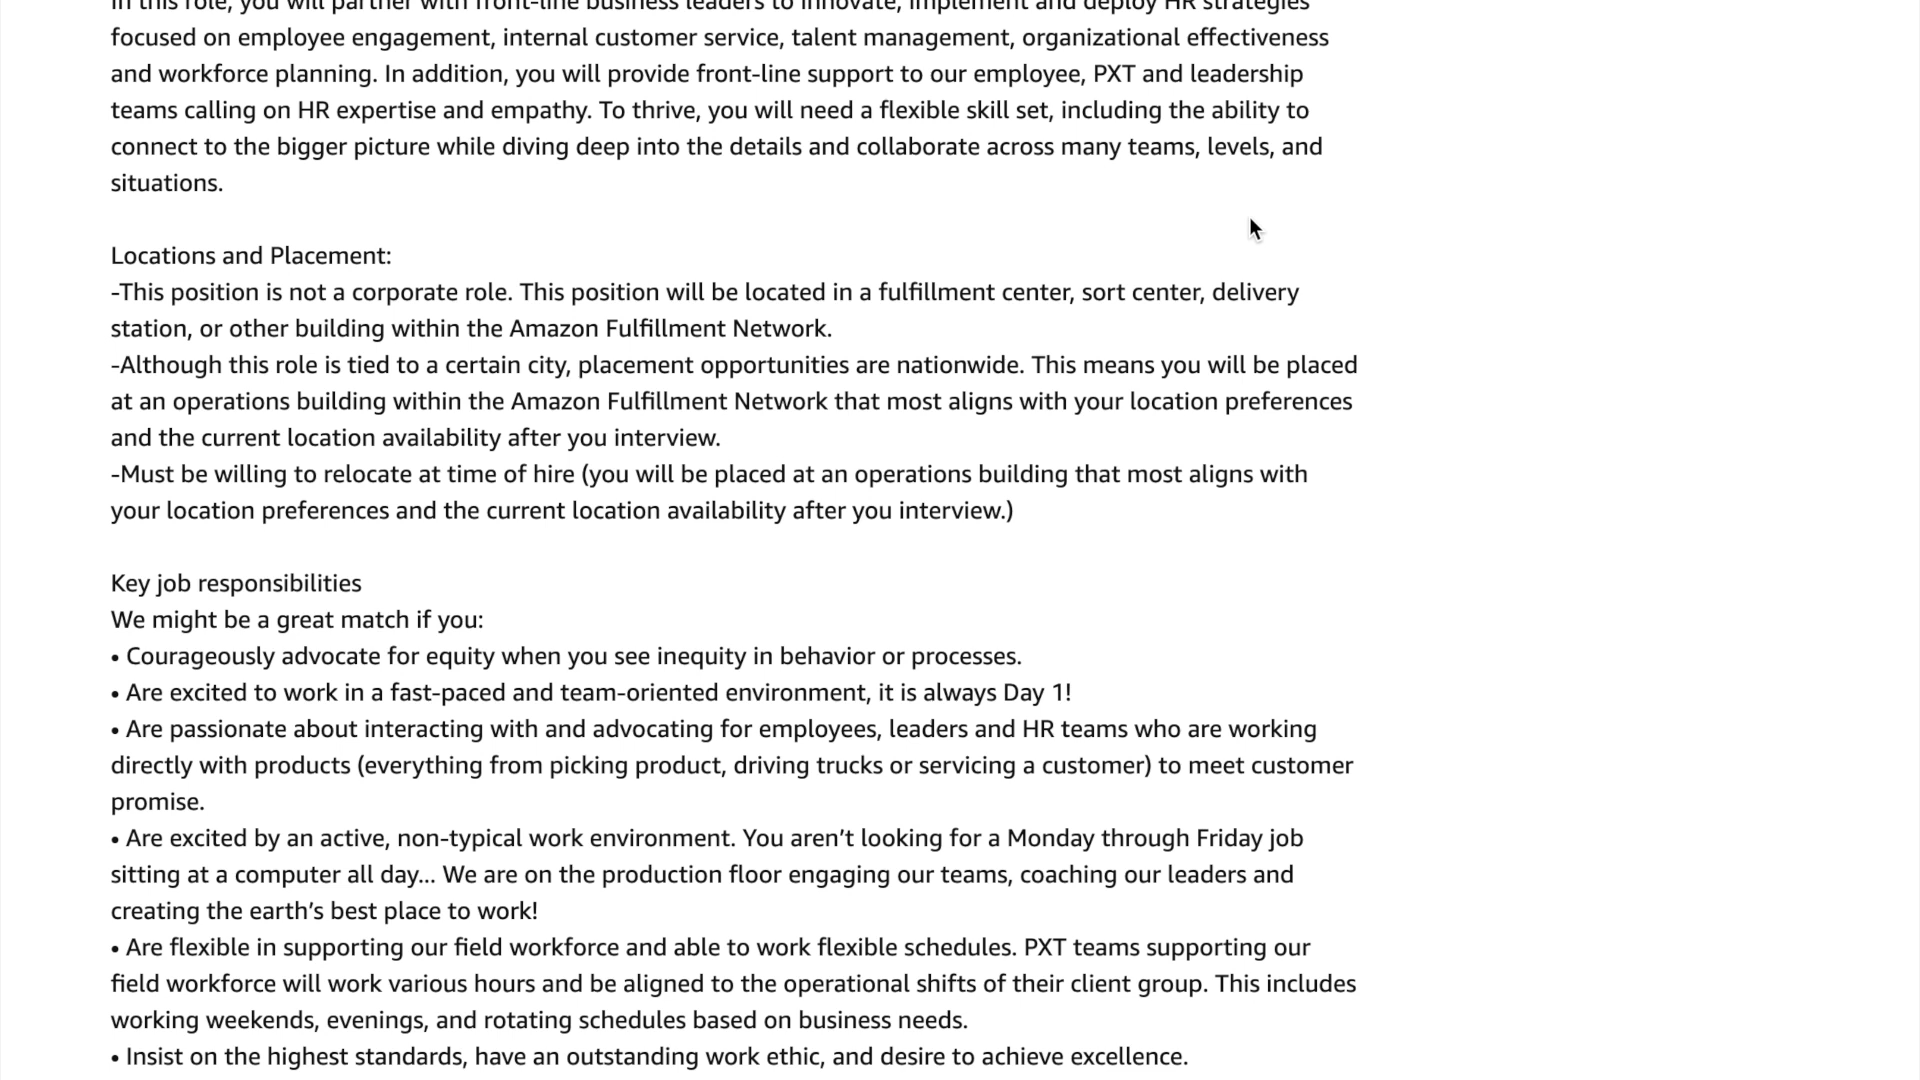 In this role, you will partner with front-line business leaders to innovate, implement and deploy HR strategies
focused on employee engagement, internal customer service, talent management, organizational effectiveness
and workforce planning. In addition, you will provide front-line support to our employee, PXT and leadership
teams calling on HR expertise and empathy. To thrive, you will need a flexible skill set, including the ability to
connect to the bigger picture while diving deep into the details and collaborate across many teams, levels, and
situations.
Locations and Placement:
-This position is not a corporate role. This position will be located in a fulfillment center, sort center, delivery
station, or other building within the Amazon Fulfillment Network.
-Although this role is tied to a certain city, placement opportunities are nationwide. This means you will be placed
at an operations building within the Amazon Fulfillment Network that most aligns with your location preferences
and the current location availability after you interview.
-Must be willing to relocate at time of hire (you will be placed at an operations building that most aligns with
your location preferences and the current location availability after you interview.)
Key job responsibilities
We might be a great match if you:
• Courageously advocate for equity when you see inequity in behavior or processes.
• Are excited to work in a fast-paced and team-oriented environment, it is always Day 1!
• Are passionate about interacting with and advocating for employees, leaders and HR teams who are working
directly with products (everything from picking product, driving trucks or servicing a customer) to meet customer
promise.
• Are excited by an active, non-typical work environment. You aren’t looking for a Monday through Friday job
sitting at a computer all day... We are on the production floor engaging our teams, coaching our leaders and
creating the earth’s best place to work!
• Are flexible in supporting our field workforce and able to work flexible schedules. PXT teams supporting our
field workforce will work various hours and be aligned to the operational shifts of their client group. This includes
working weekends, evenings, and rotating schedules based on business needs.
• Insist on the highest standards, have an outstanding work ethic, and desire to achieve excellence.